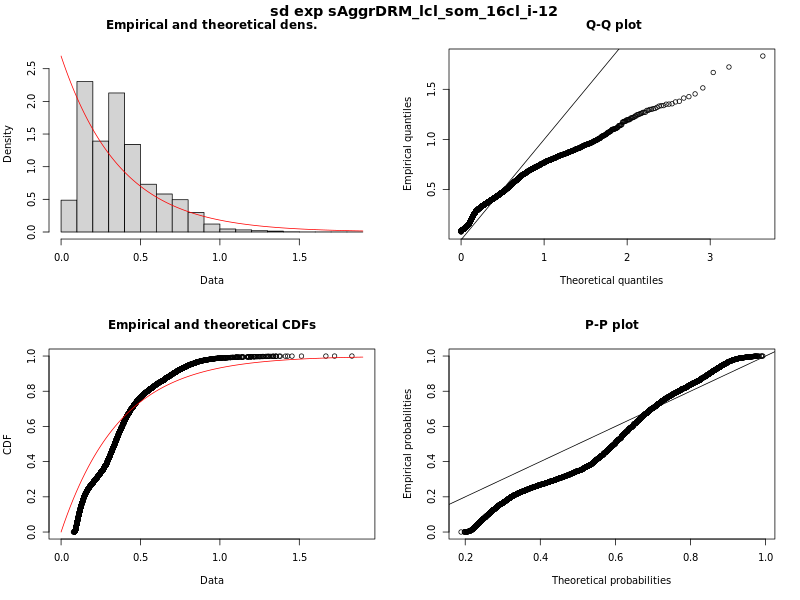 sd exp sAggrDRM_lcl_som_16cl_i-12
Empirical and theoretical dens.
Density
0.0 0.5 1.0 1.5 2.0 2.5
0.0 0.5 1.0 1.5
Data
Q-Q plot
Empirical quantiles
0.5 1.0 1.5
0 1 2 3
Theoretical quantiles
Empirical and theoretical CDFs
CDF
0.0 0.2 0.4 0.6 0.8 1.0
0.0 0.5 1.0 1.5
Data
P-P plot
Empirical probabilities
0.0 0.2 0.4 0.6 0.8 1.0
0.2 0.4 0.6 0.8 1.0
Theoretical probabilities